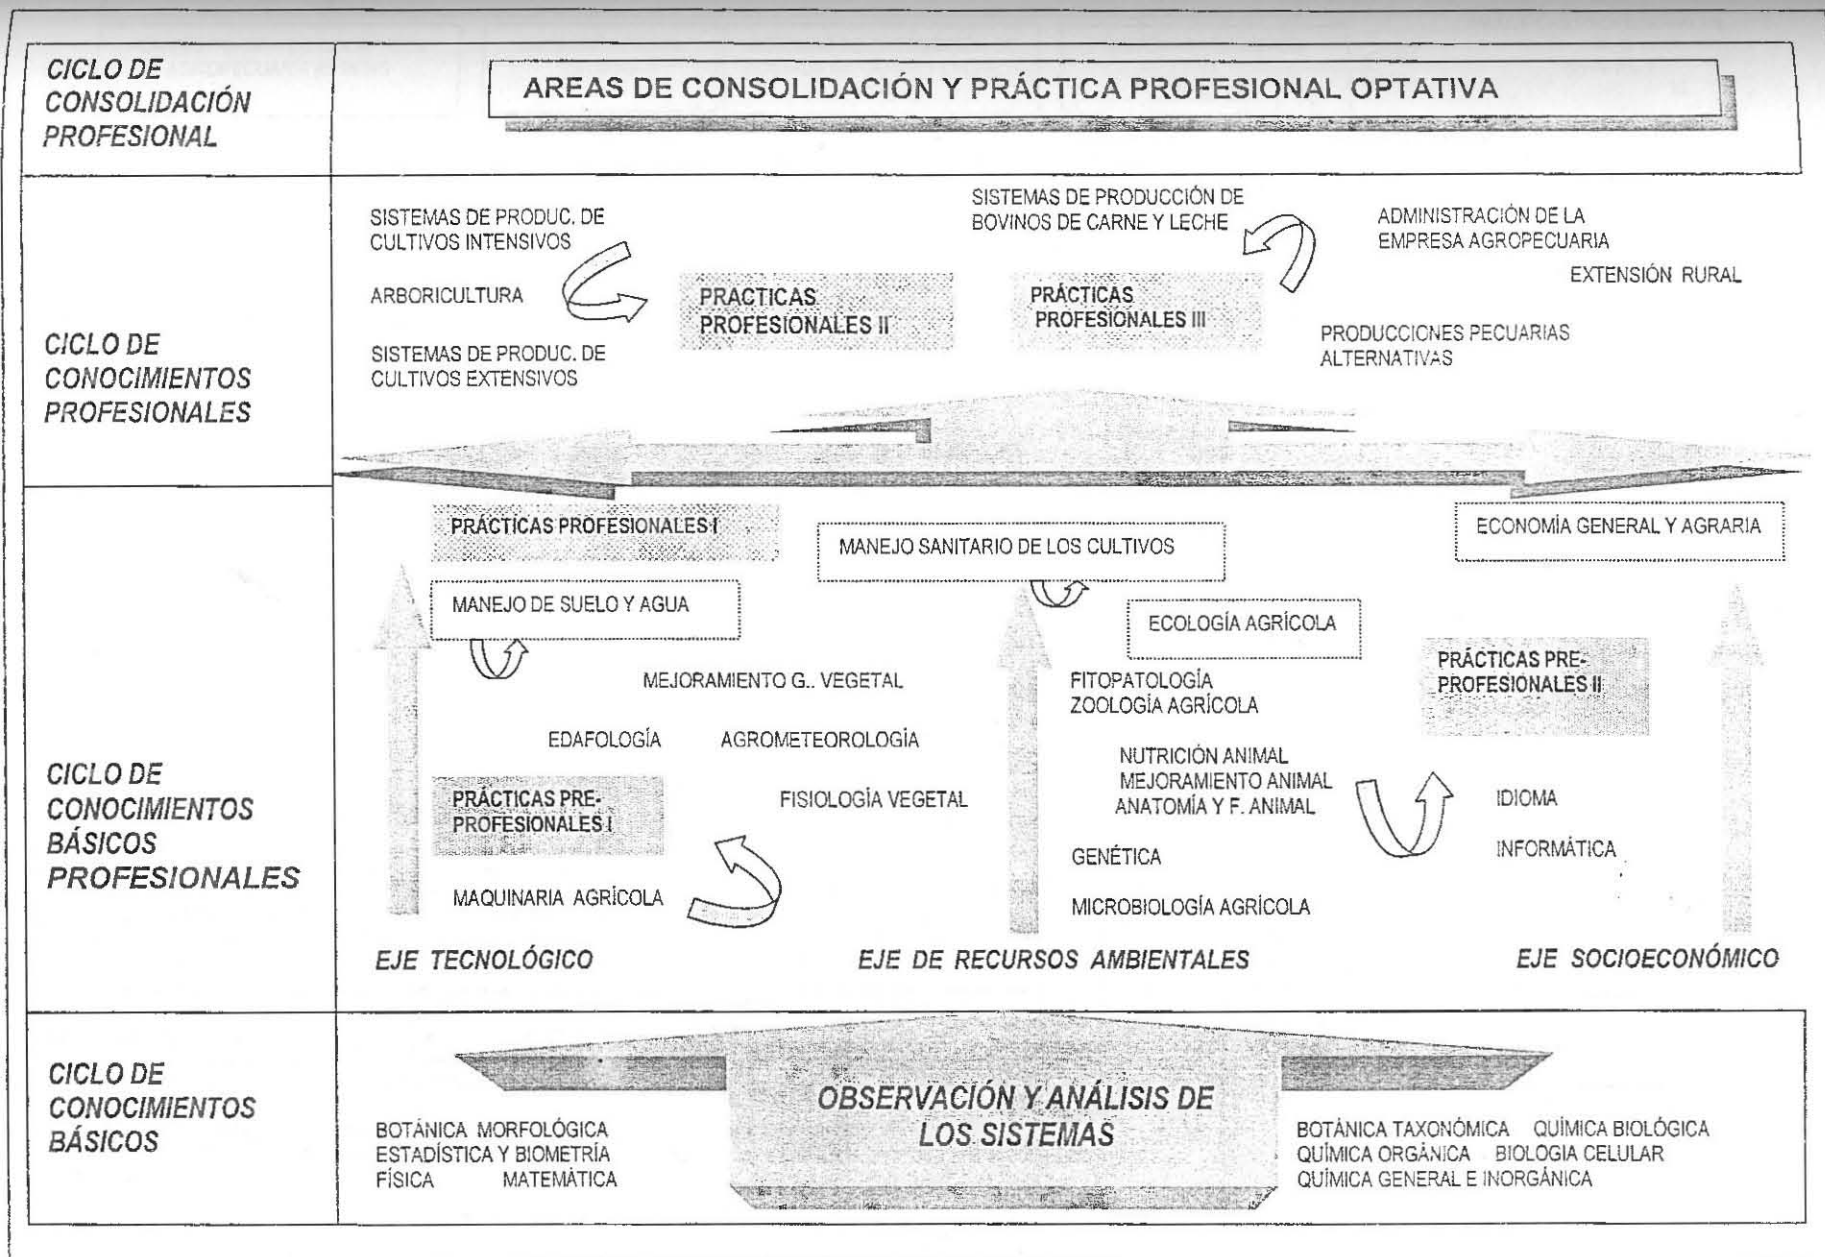 CICLO DE
CONSOLIDACIÓN
PROFESIONAL
AREAS DE CONSOLIDACIÓN Y PRÁCTICA PROFESIONAL OPTATIVA
CICLO DE
CONOCIMIENTOS
PROFESIONALES
SISTEMAS DE PRODUC. DE
CULTIVOS INTENSIVOS
ARBORICULTURA
SISTEMAS DE PRODUC. DE
CULTIVOS EXTENSIVOS
PRACTICAS
PROFESIONALES II
SISTEMAS DE PRODUCCIÓN DE
BOVINOS DE CARNE Y LECHE
PRÁCTICAS
PROFESIONALES III
ADMINISTRACIÓN DE LA
EMPRESA AGROPECUARIA
EXTENSIÓN RURAL
PRODUCCIONES PECUARIAS
ALTERNATIVAS
CICLO DE
CONOCIMIENTOS
BÁSICOS
PROFESIONALES
PRÁCTICAS PROFESIONALES I
MANEJO DE SUELO Y AGUA
MEJORAMIENTO G.. VEGETAL
EDAFOLOGÍA AGROMETEOROLOGÍA
PRÁCTICAS PRE-
PROFESIONALES I
FISIOLOGÍA VEGETAL
MAQUINARIA AGRÍCOLA
EJE TECNOLÓGICO
MANEJO SANITARIO DE LOS CULTIVOS
ECOLOGÍA AGRÍCOLA
FITOPATOLOGÍA
ZOOLOGÍA AGRÍCOLA
NUTRICIÓN ANIMAL
MEJORAMIENTO ANIMAL
ANATOMÍA Y F. ANIMAL
GENÉTICA
MICROBIOLOGÍA AGRÍCOLA
EJE DE RECURSOS AMBIENTALES
ECONOMÍA GENERAL Y AGRARIA
PRÁCTICAS PRE-
PROFESIONALES II
IDIOMA
INFORMÁTICA
EJE SOCIOECONÓMICO
CICLO DE
CONOCIMIENTOS
BÁSICOS
BOTÁNICA MORFOLÓGICA
ESTADÍSTICA Y BIOMETRÍA
FÍSICA MATEMÁTICA
OBSERVACIÓN Y ANÁLISIS DE
LOS SISTEMAS
BOTÁNICA TAXONÓMICA QUÍMICA BIOLÓGICA
QUÍMICA ORGÁNICA BIOLOGIA CELULAR
QUÍMICA GENERAL E INORGÁNICA